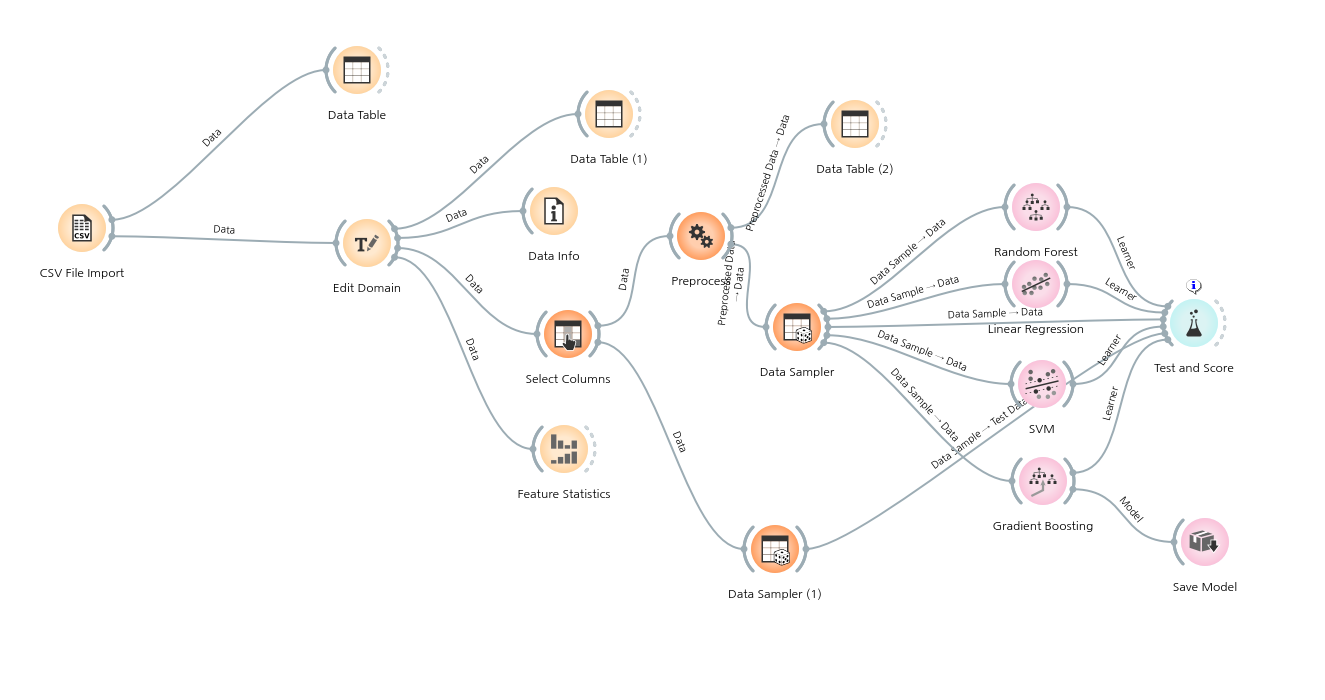 Data Table
Data
Data Table (1)
Data
Data Table (2)
Preprocessed Data → Data
CSV
CSV File Import
Data
Edit Domain
Data
Data Info
Data
Select Columns
Data
Feature Statistics
Data
Preprocess
Preprocessed Data
→ Data
Data Sampler
Data
Data Sampler (1)
Data Sample → Data
Random Forest
Learner
Data Sample → Data
Linear Regression
Learner
Data Sample → Data
Test and Score
Data Sample → Data
SVM
Learner
Data Sample → Data
Data Sample → Test Data
Gradient Boosting
Learner
Model
Save Model